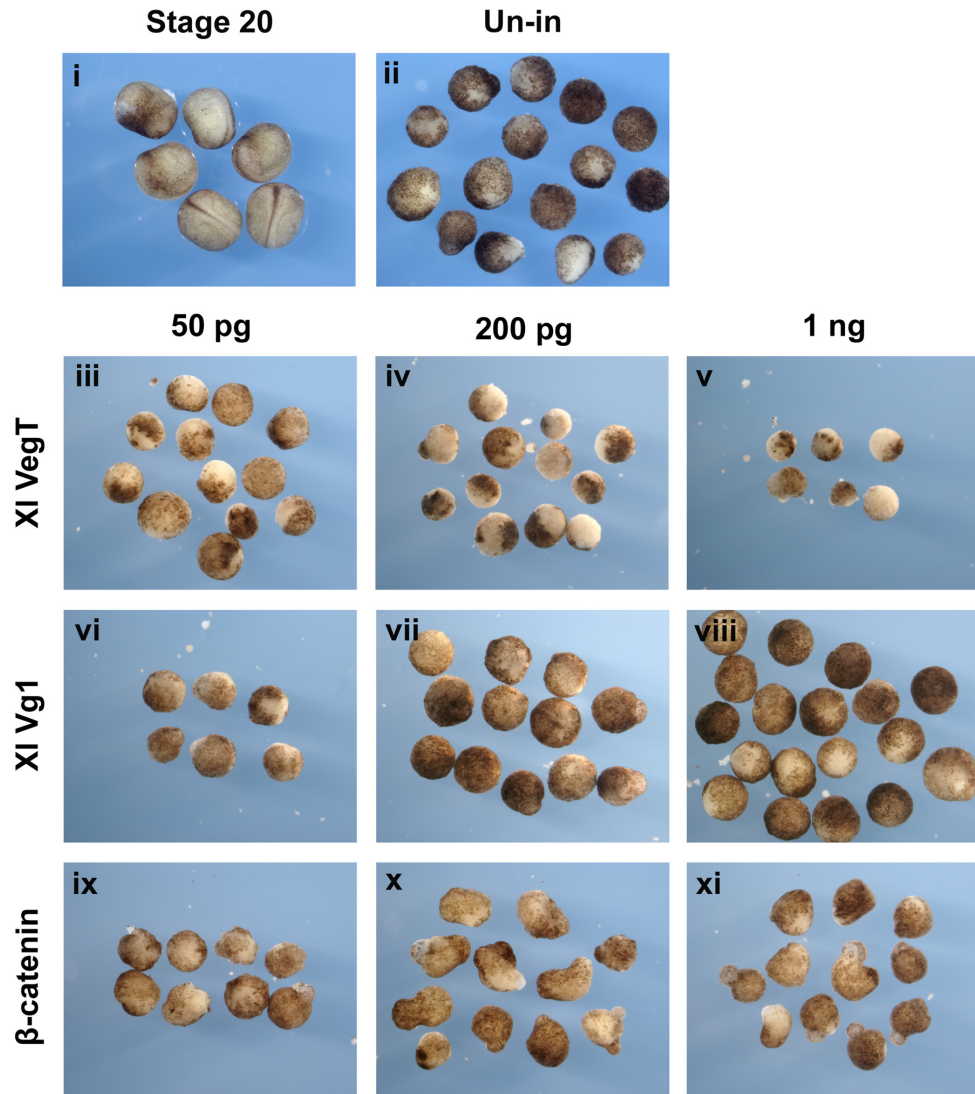 Stage 20
Un-in
i
ii
50 pg
200 pg
1 ng
Xl VegT
iii
iv
v
Xl Vg1
vi
vii
viii
β-catenin
ix
x
xi